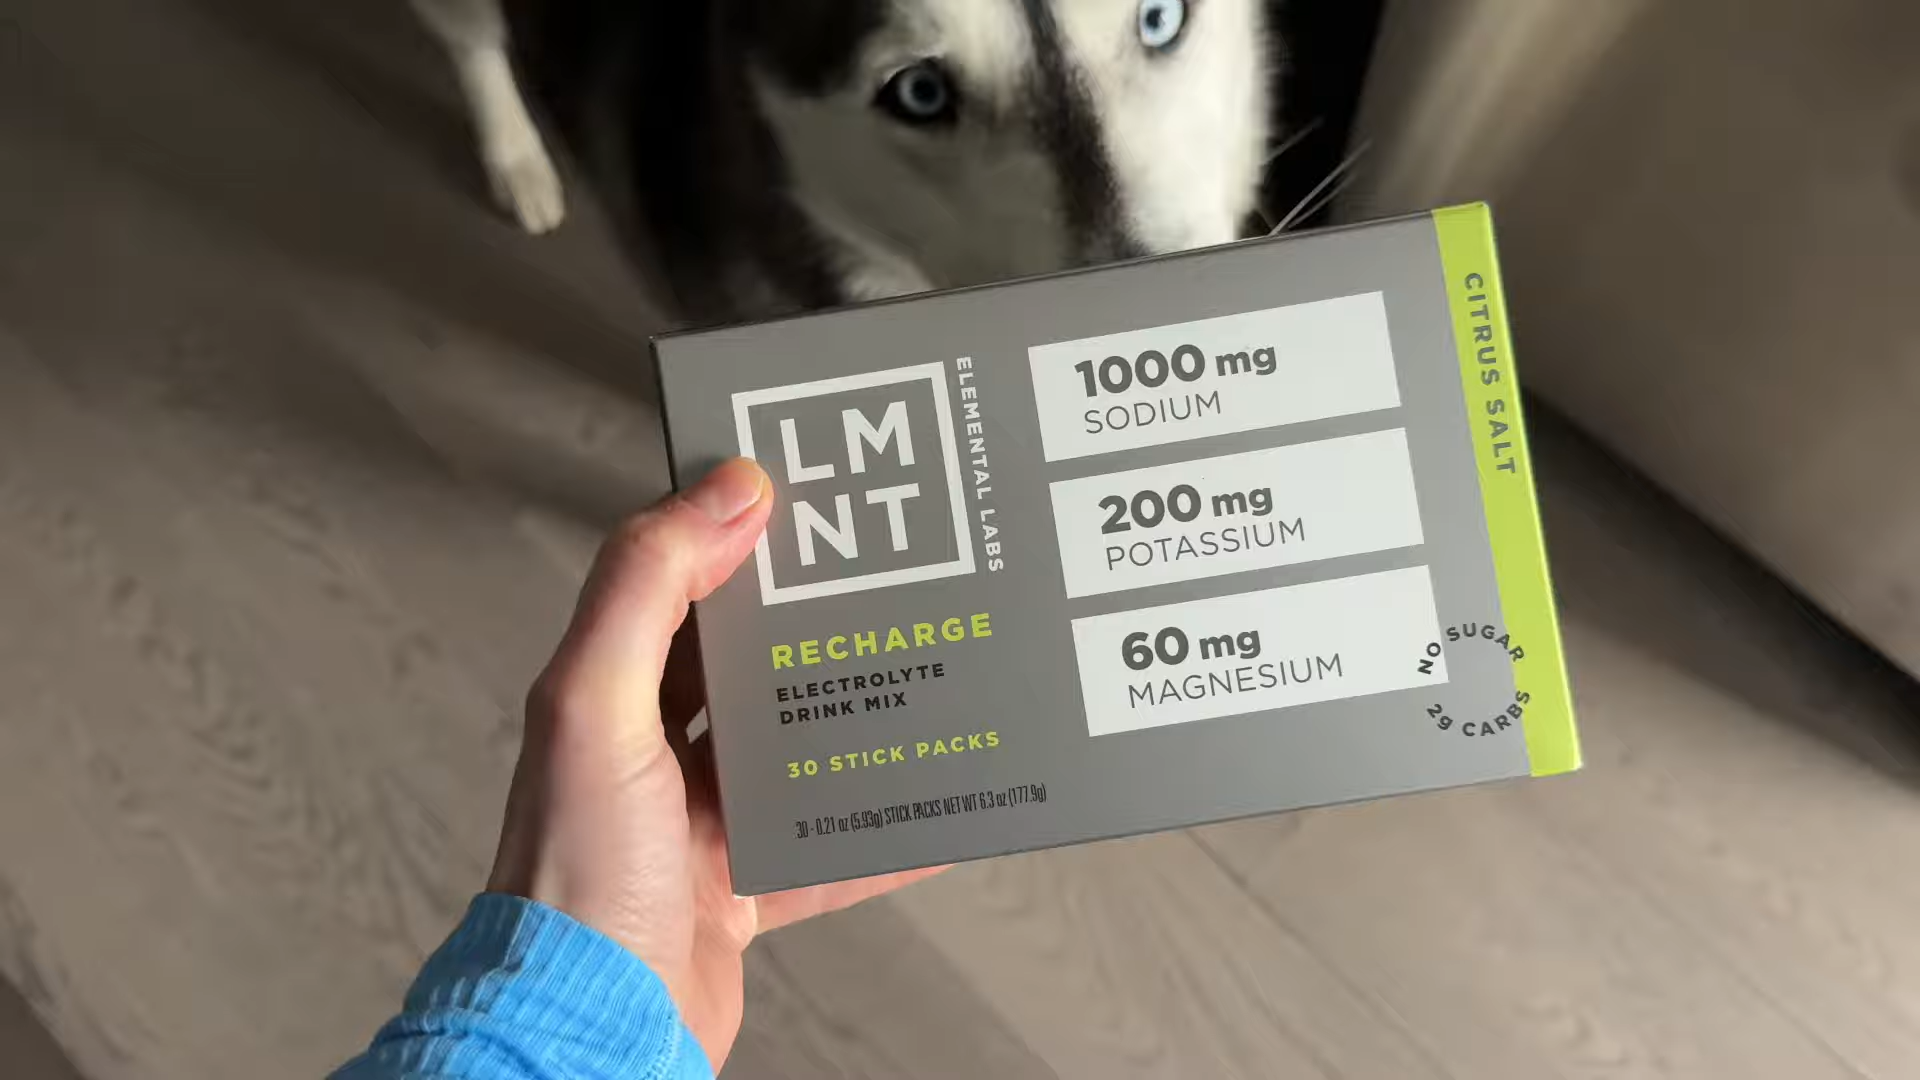 LM
NT
ELEMENTAL LABS
RECHARGE
ELECTROLYTE
DRINK MIX
30 STICK PACKS
30 - 0.21 oz (5.93g) STICK PACKS NET WT 6.3 oz (177.9g)
1000 mg
SODIUM
200 mg
POTASSIUM
60 mg
MAGNESIUM
NO SUGAR
2g CARBS
CITRUS SALT